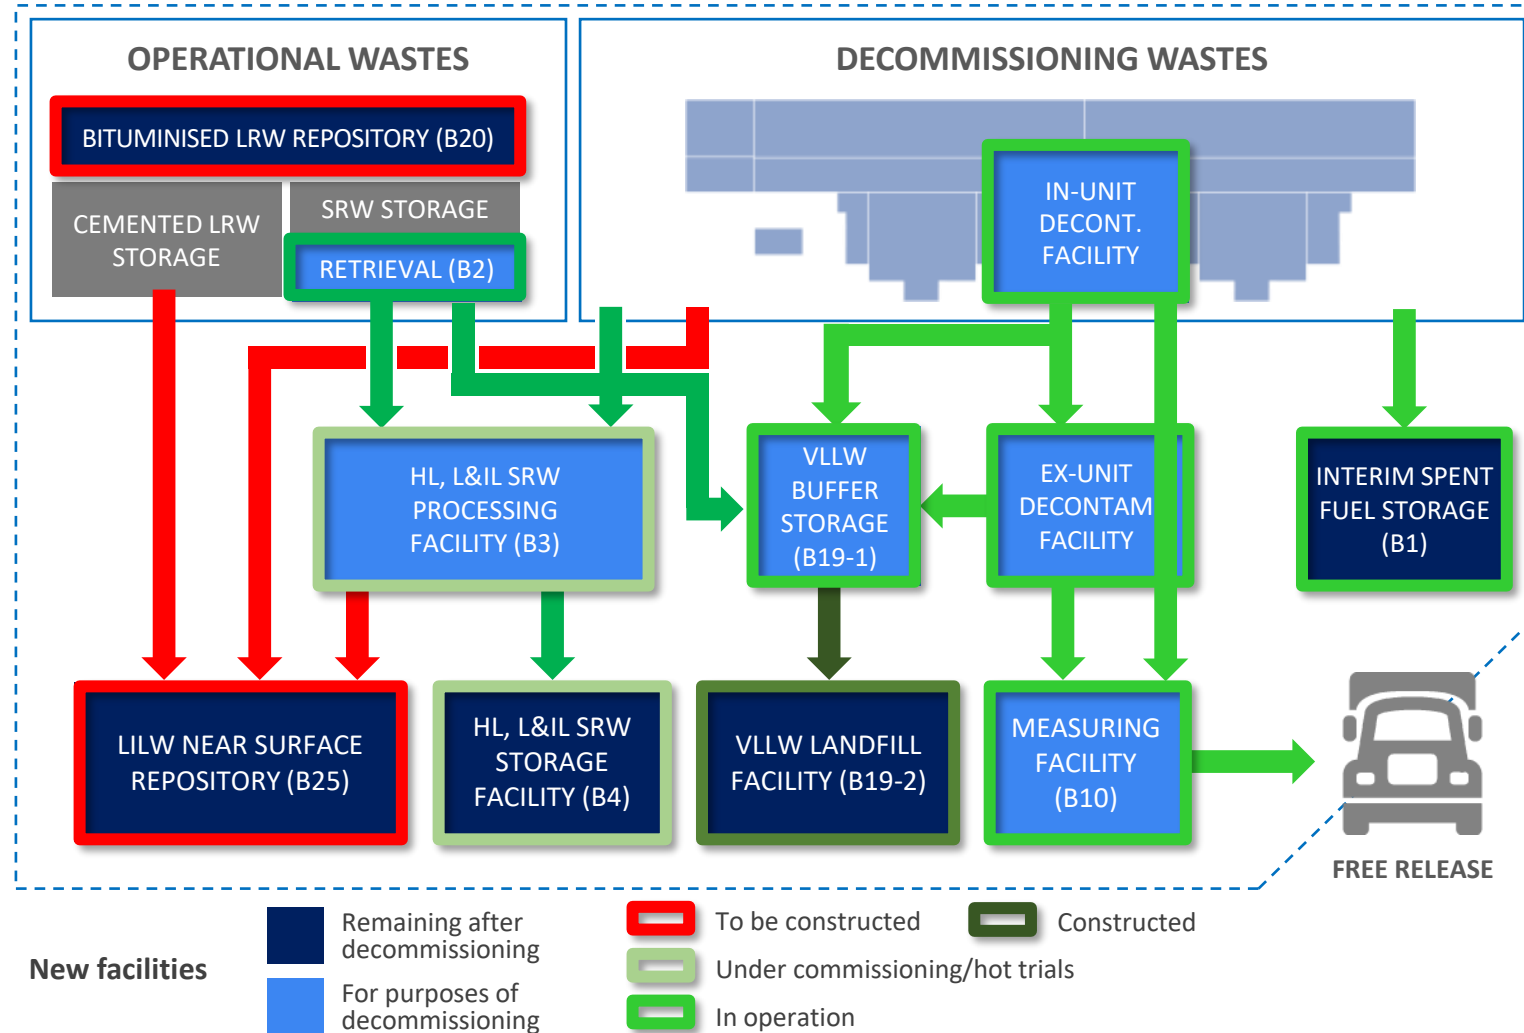 OPERATIONAL WASTES
BITUMINISED LRW REPOSITORY (B20)
CEMENTED LRW
STORAGE
SRW STORAGE
RETRIEVAL (B2)
DECOMMISSIONING WASTES
IN-UNIT
DECONT.
FACILITY
HL, L&IL SRW
PROCESSING
FACILITY (B3)
VLLW
BUFFER
STORAGE
(B19-1)
EX-UNIT
DECONTAM
FACILITY
INTERIM SPENT
FUEL STORAGE
(B1)
LILW NEAR SURFACE
REPOSITORY (B25)
HL, L&IL SRW
STORAGE
FACILITY (B4)
VLLW LANDFILL
FACILITY (B19-2)
MEASURING
FACILITY
(B10)
FREE RELEASE
New facilities
Remaining after
decommissioning
For purposes of
decommissioning
To be constructed
Under commissioning/hot trials
In operation
Constructed